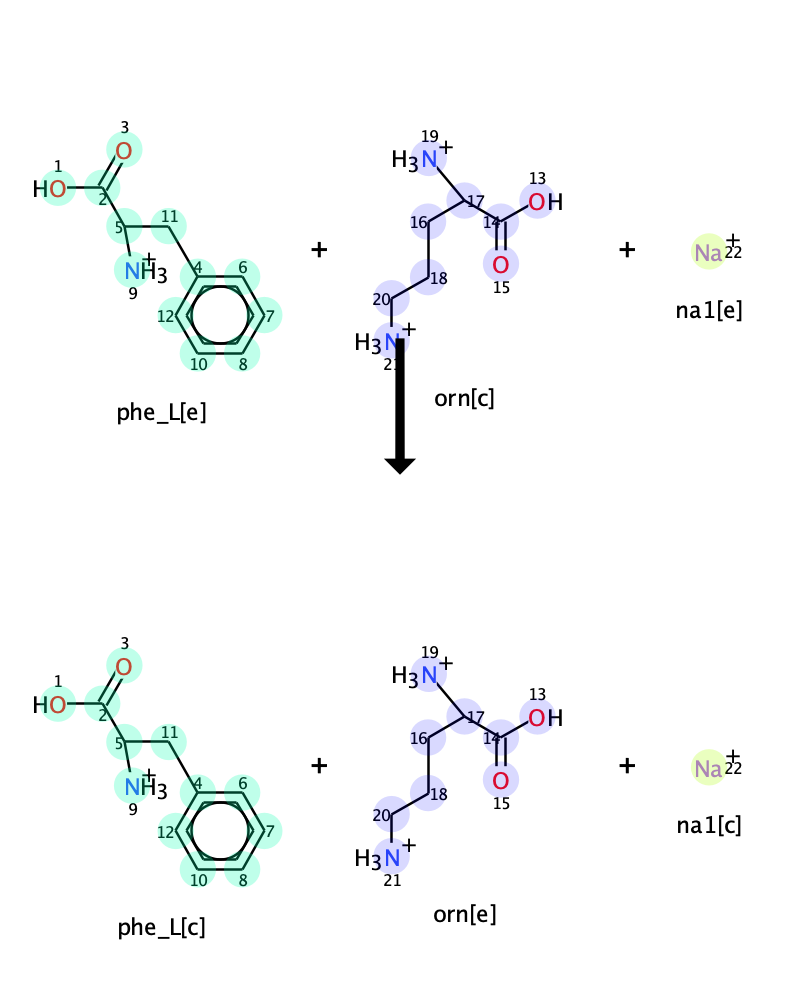 3
1
HO
O
2
5
11
NH3
+
9
4
6
12
7
10
8
phe_L[e]
+
19
H3N
+
17
16
14
13
OH
O
15
18
20
H3N
+
21
orn[c]
+
Na
+
22
na1[e]
3
1
HO
O
2
5
11
NH3
+
9
4
6
12
7
10
8
phe_L[c]
+
19
H3N
+
17
16
14
13
OH
O
15
18
20
H3N
+
21
orn[e]
+
Na
+
22
na1[c]